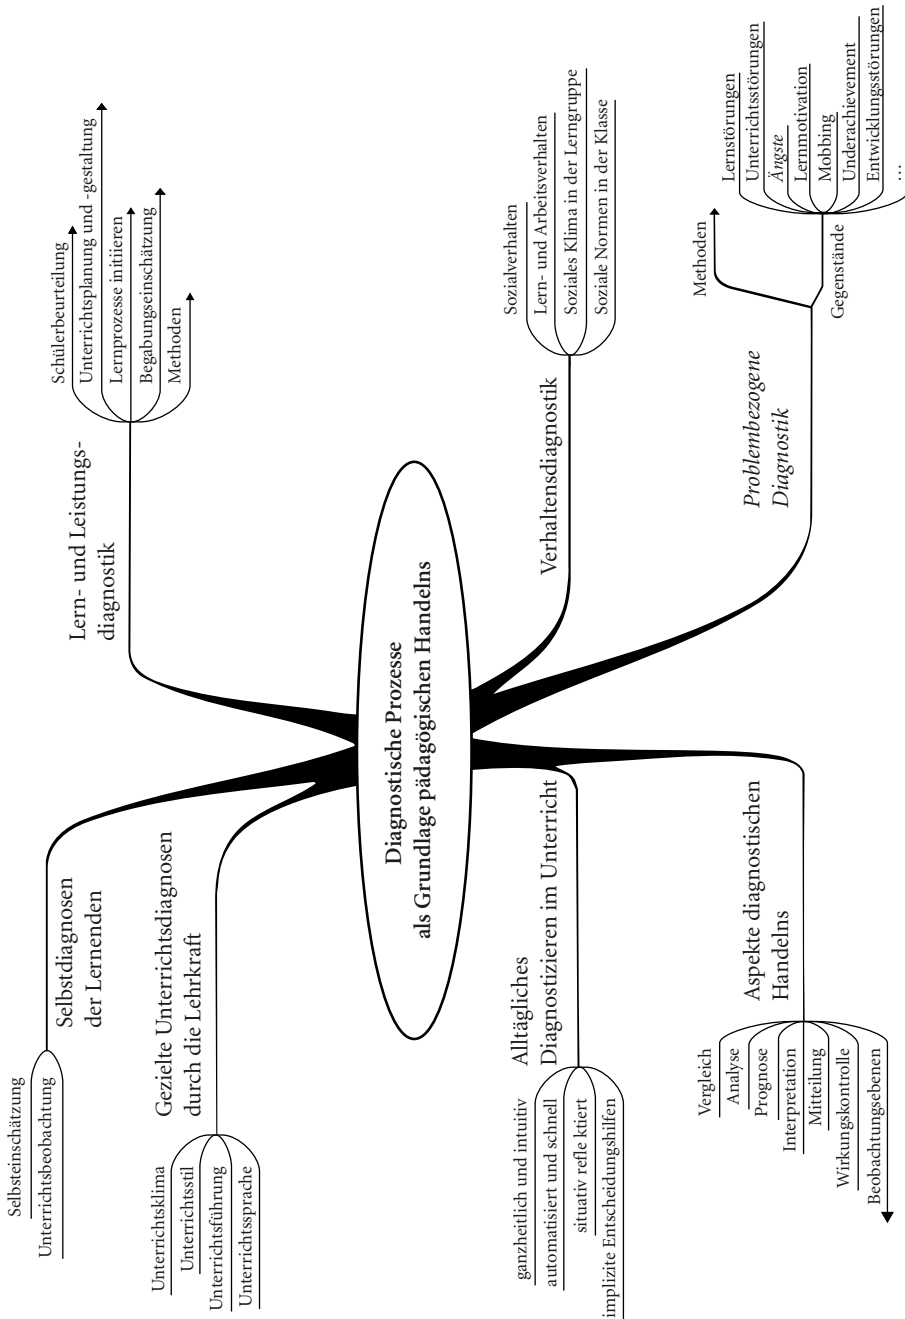 Diagnostische Prozesse
als Grundlage pädagögischen Handelns
Selbstdiagnosen
der Lernenden
Selbsteinschätzung
Unterrichtsbeobachtung
Gezielte Unterrichtsdiagnosen
durch die Lehrkraft
Unterrichtsklima
Unterrichtsstil
Unterrichtsführung
Unterrichtssprache
Alltägliches
Diagnostizieren im Unterricht
ganzheitlich und intuitiv
automatisiert und schnell
situativ refle ktiert
implizite Entscheidungshilfen
Aspekte diagnostischen
Handelns
Vergleich
Analyse
Prognose
Interpretation
Mitteilung
Wirkungskontrolle
Beobachtungsebenen
Lern- und Leistungs-
diagnostik
Schülerbeurteilung
Unterrichtsplanung und -gestaltung
Lernprozesse initiieren
Begabungseinschätzung
Methoden
Verhaltensdiagnostik
Sozialverhalten
Lern- und Arbeitsverhalten
Soziales Klima in der Lerngruppe
Soziale Normen in der Klasse
Problembezogene
Diagnostik
Methoden
Gegenstände
Lernstörungen
Unterrichtsstörungen
Ängste
Lernmotivation
Mobbing
Underachievement
Entwicklungsstörungen
...